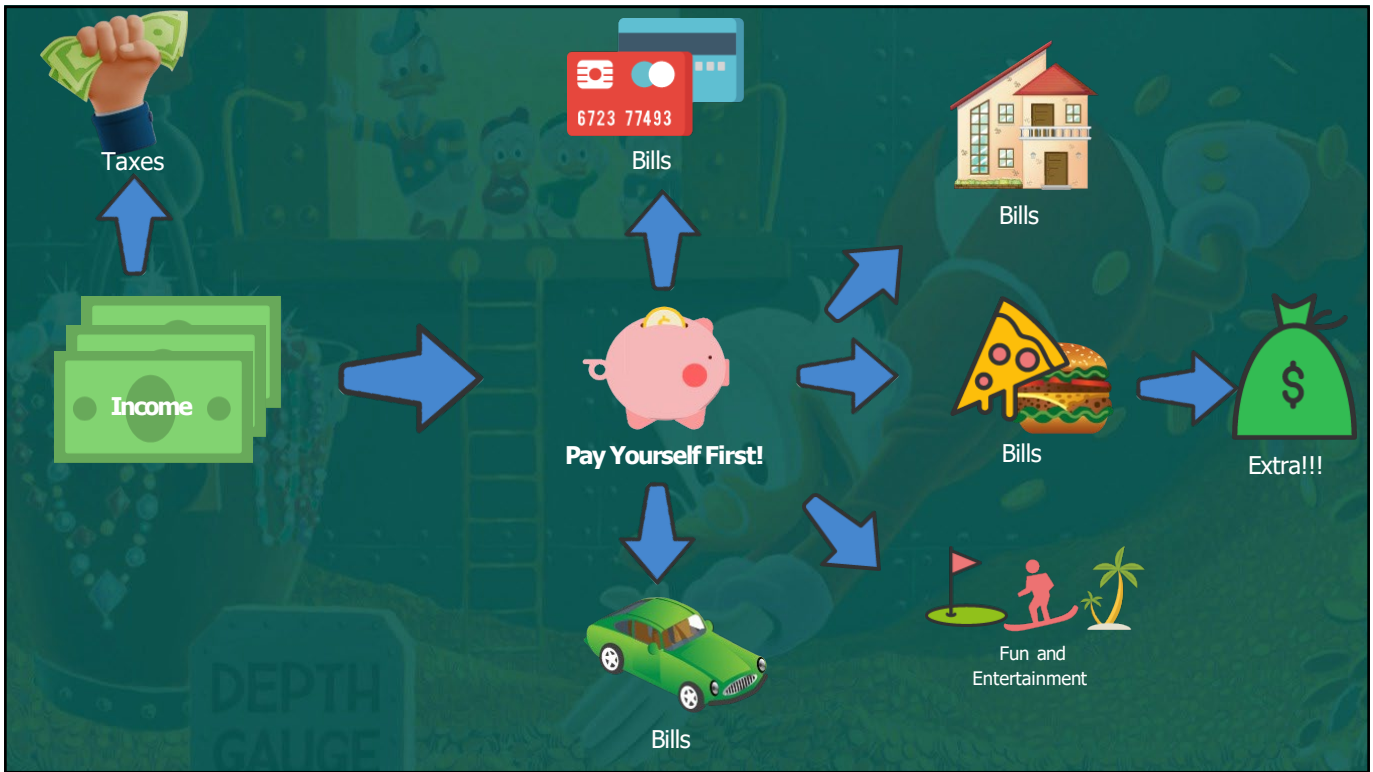 6723 77493
Taxes
Bills
Bills
Income
$
Bills
Pay Yourself First!
Extra!!!
Fun and
Entertainment
Bills
DEPTH
GAUGE